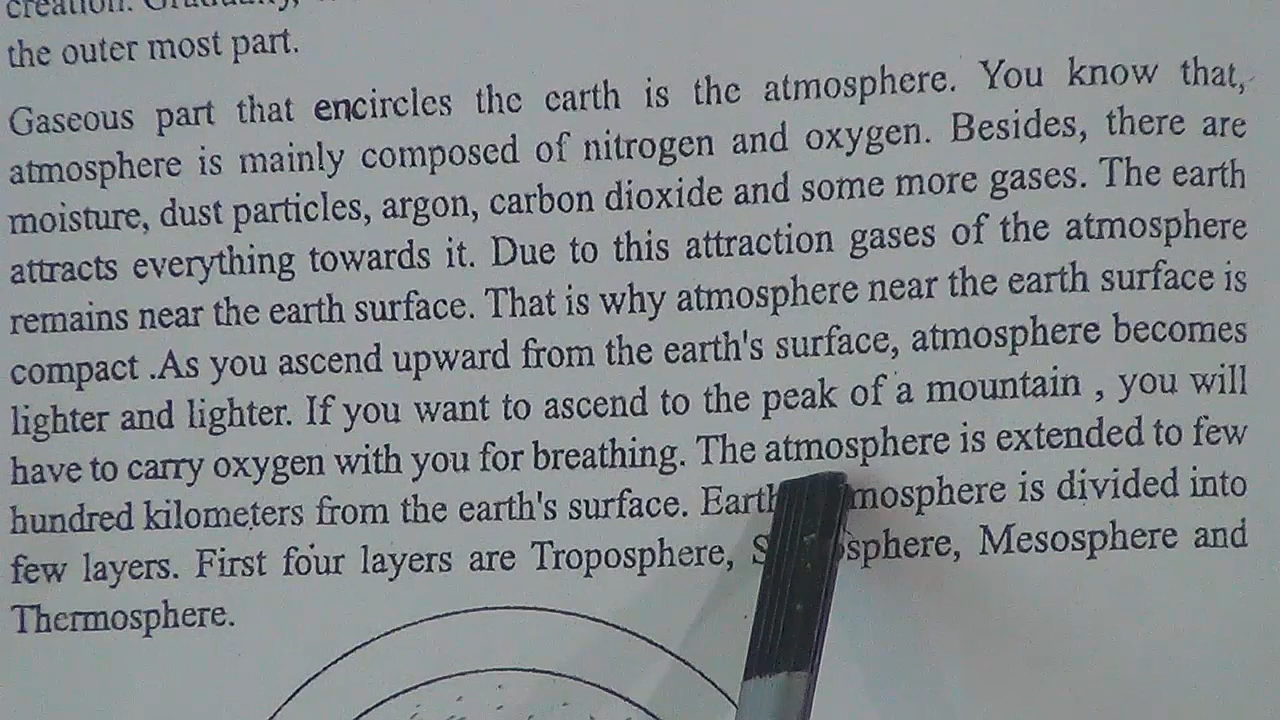 the outer most part.
Gaseous part that encircles the earth is the atmosphere. You know that,
atmosphere is mainly composed of nitrogen and oxygen. Besides, there are
moisture, dust particles, argon, carbon dioxide and some more gases. The earth
attracts everything towards it. Due to this attraction gases of the atmosphere
remains near the earth surface. That is why atmosphere near the earth surface is
compact .As you ascend upward from the earth's surface, atmosphere becomes
lighter and lighter. If you want to ascend to the peak of a mountain , you will
have to carry oxygen with you for breathing. The atmosphere is extended to few
hundred kilometers from the earth's surface. is divided into
few layers. First four layers are Troposphere, Mesosphere and
Thermosphere.